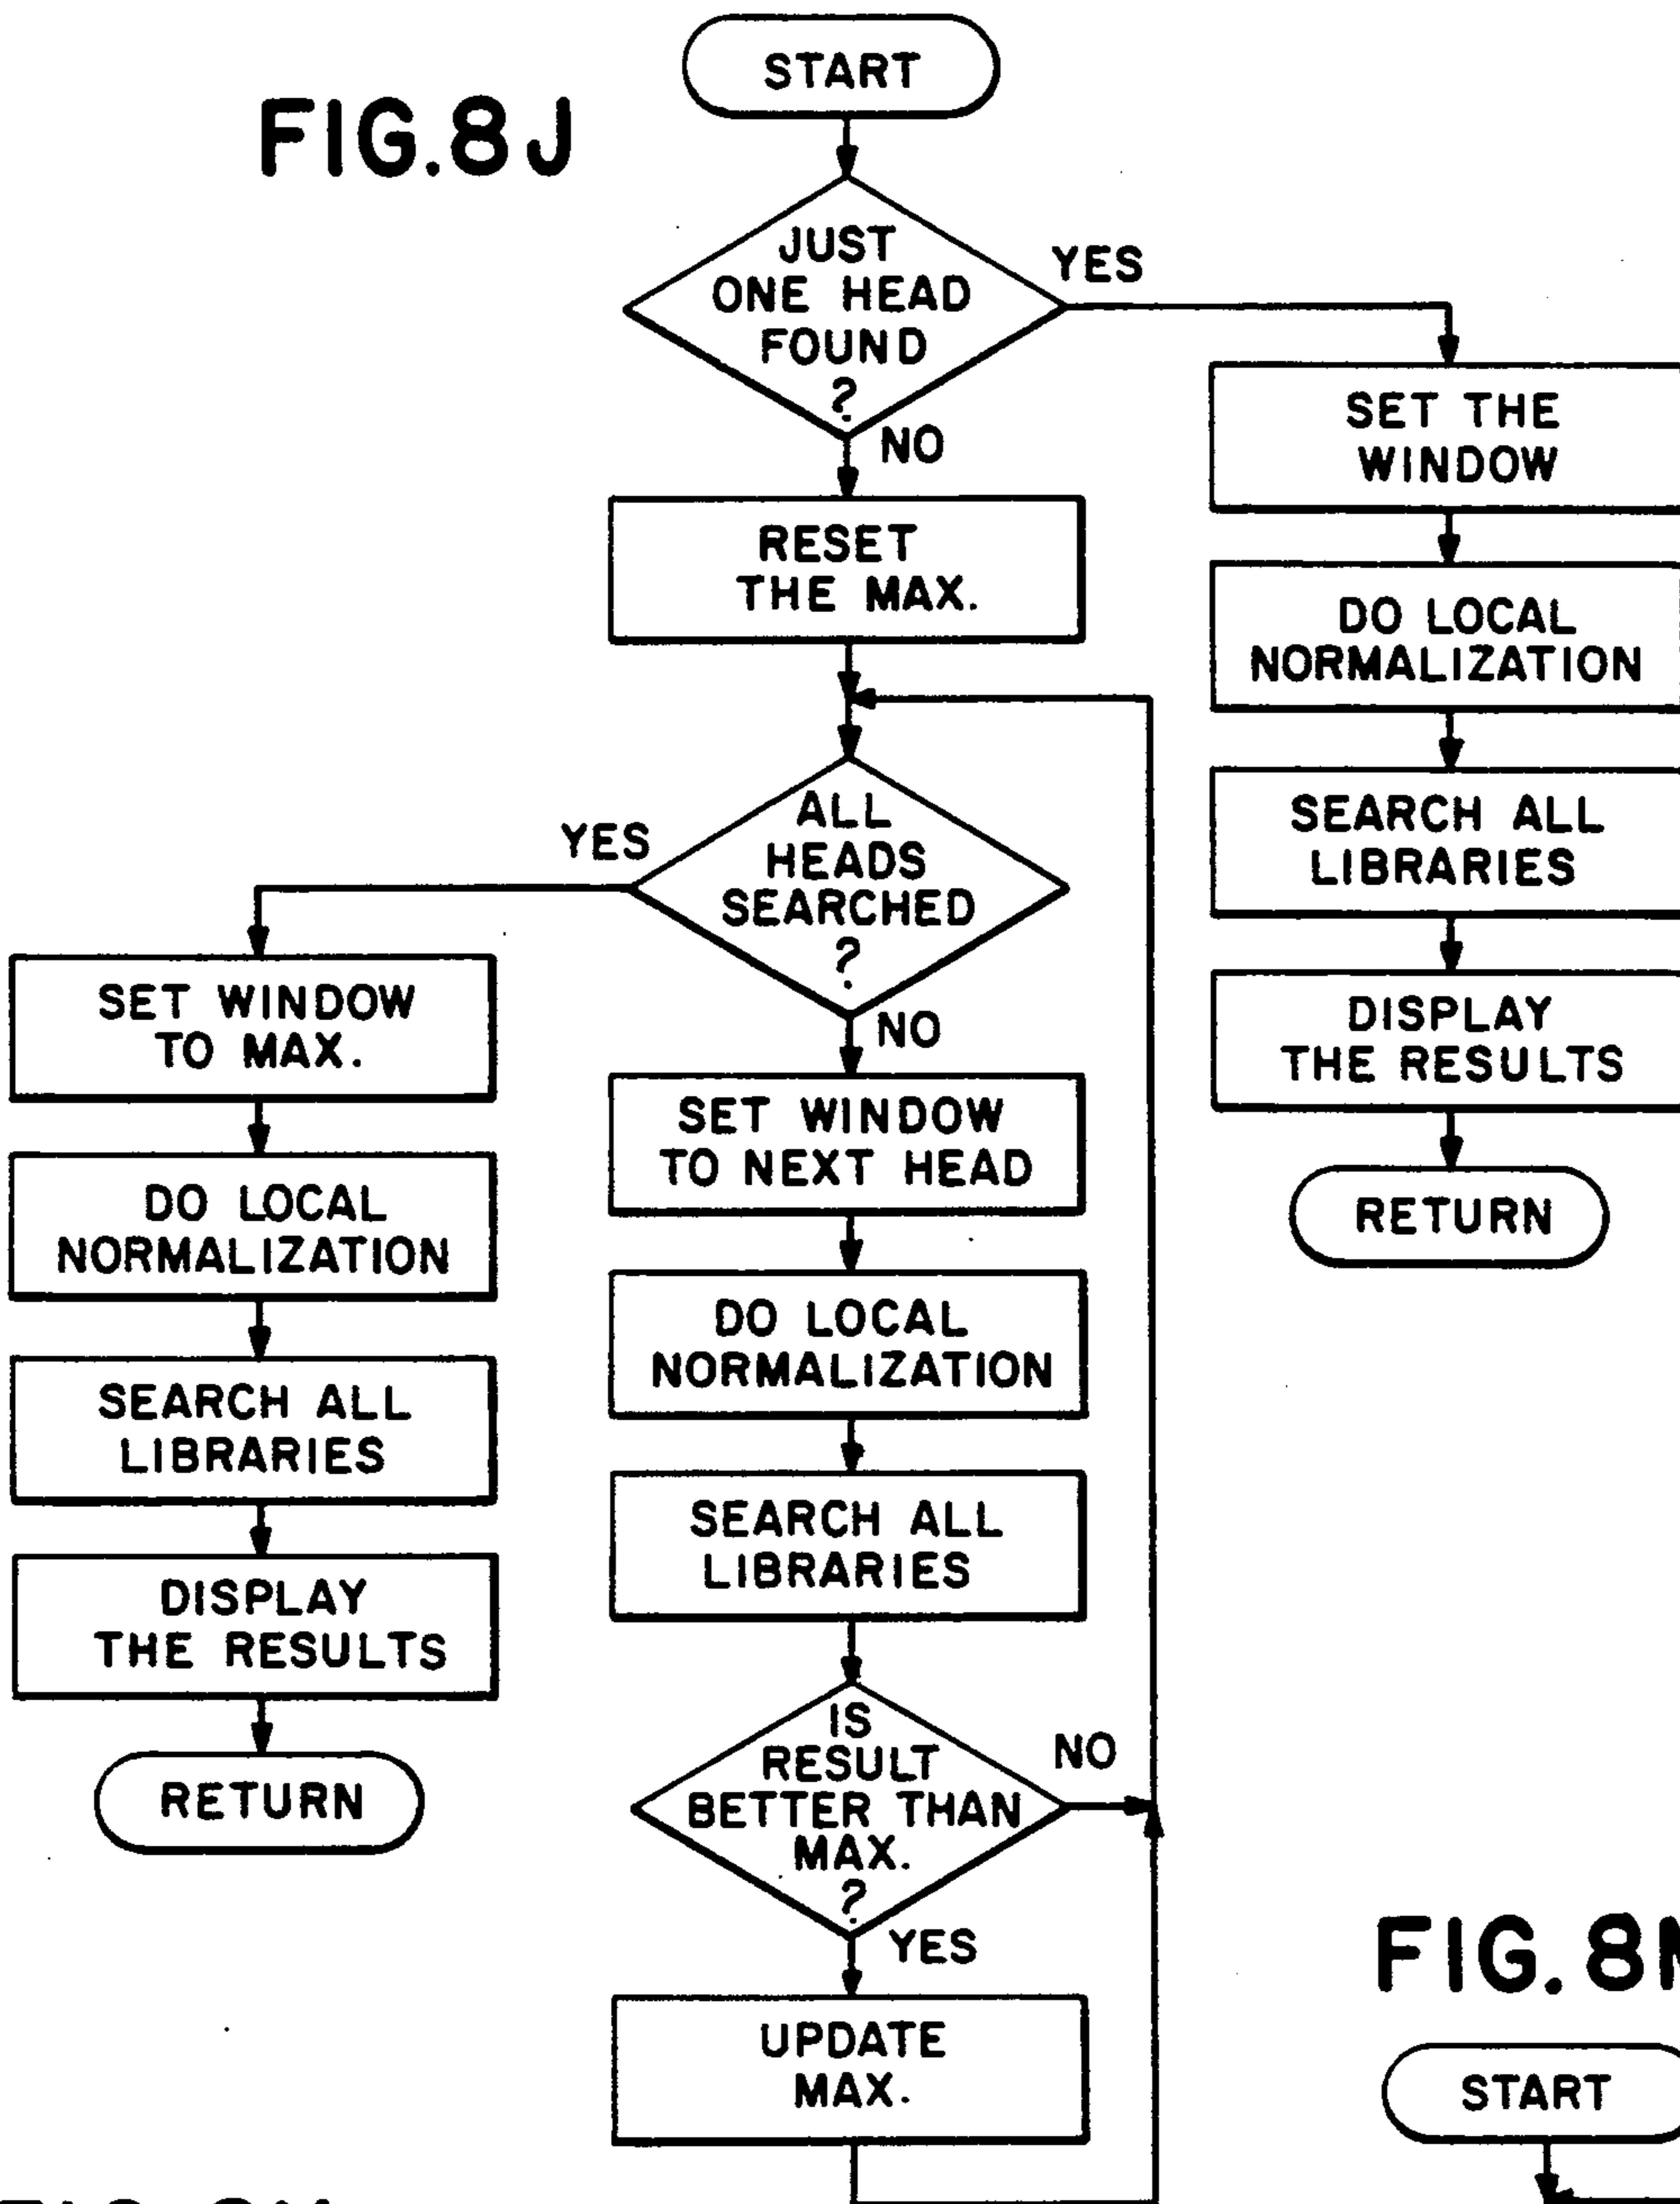 FIG.8J
START
JUST
ONE HEAD
FOUND
?
YES
NO
SET THE
WINDOW
DO LOCAL
NORMALIZATION
SEARCH ALL
LIBRARIES
DISPLAY
THE RESULTS
RETURN
RESET
THE MAX.
ALL
HEADS
SEARCHED
?
YES
NO
SET WINDOW
TO MAX.
DO LOCAL
NORMALIZATION
SEARCH ALL
LIBRARIES
DISPLAY
THE RESULTS
RETURN
SET WINDOW
TO NEXT HEAD
DO LOCAL
NORMALIZATION
SEARCH ALL
LIBRARIES
IS
RESULT
BETTER THAN
MAX.
?
NO
YES
UPDATE
MAX.
FIG.
START